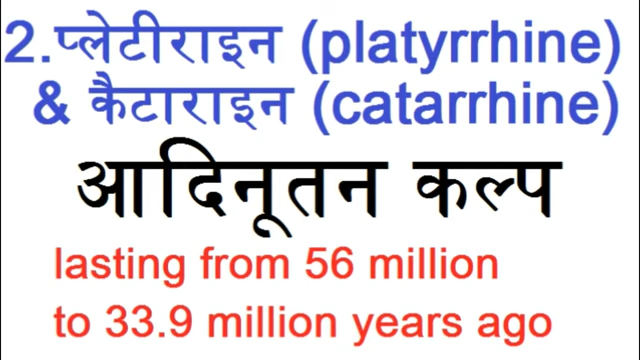 2.प्लेटीराइन (platyrrhine)
& कैटाराइन (catarrhine)
आदिनूतन कल्प
lasting from 56 million
to 33.9 million years ago